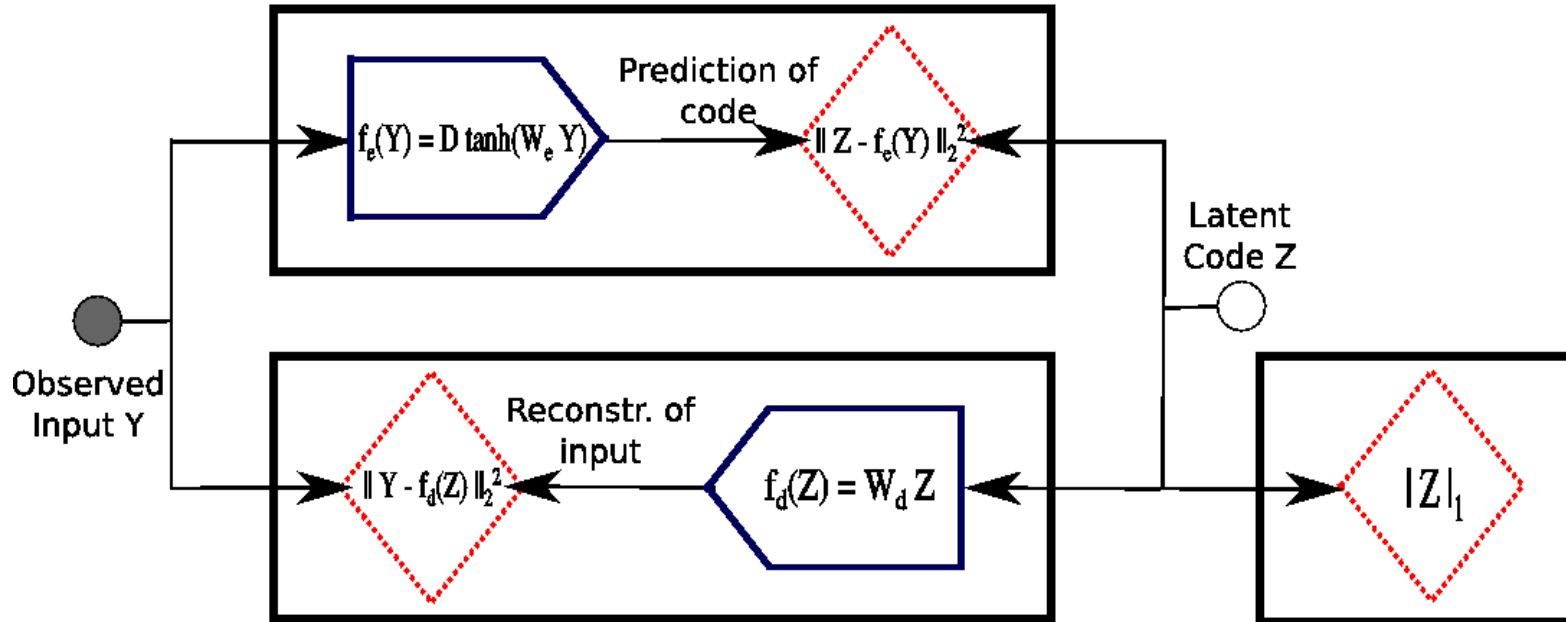 Prediction of
code
f_e(Y) = D tanh(W_e Y)
|| Z - f_e(Y) ||_2^2
Latent
Code Z
Observed
Input Y
Reconstr. of
input
|| Y - f_d(Z) ||_2^2
f_d(Z) = W_d Z
|Z|_1